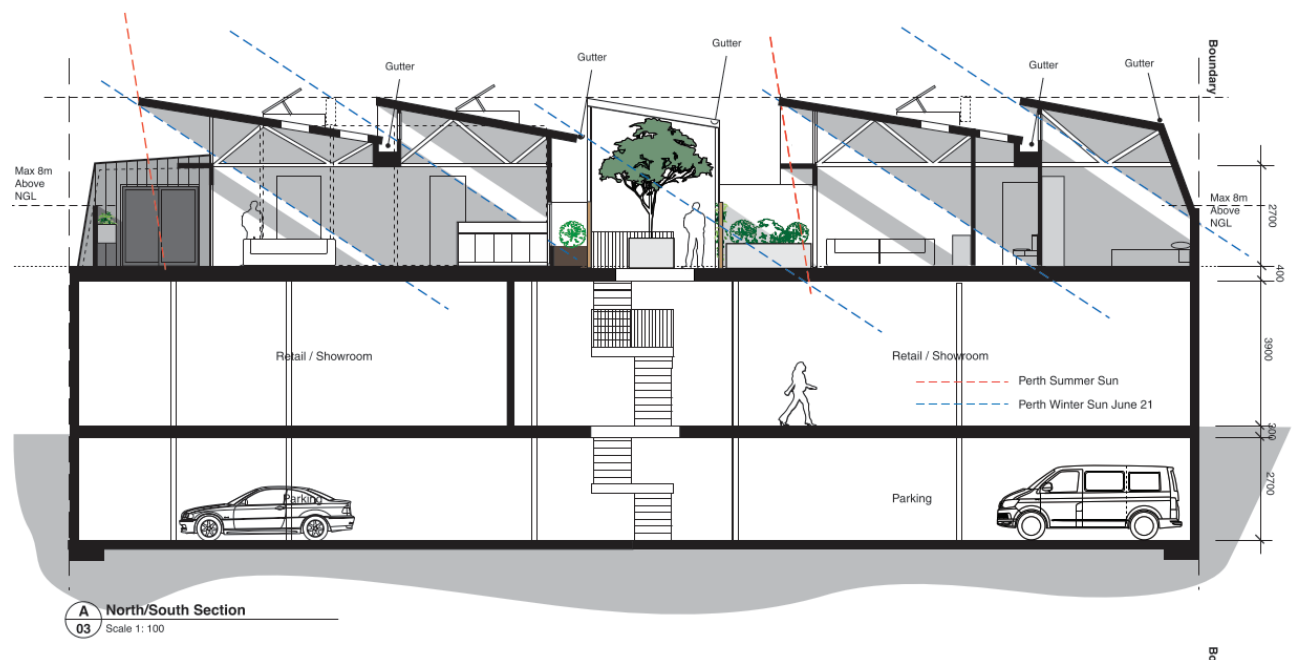 Gutter
Gutter
Gutter
Gutter
Gutter
Boundary
Max 8m
Above
NGL
Max 8m
Above
NGL
2700
400
Retail / Showroom
Retail / Showroom
3900
Perth Summer Sun
Perth Winter Sun June 21
300
Parking
Parking
2700
A
03
North/South Section
Scale 1: 100